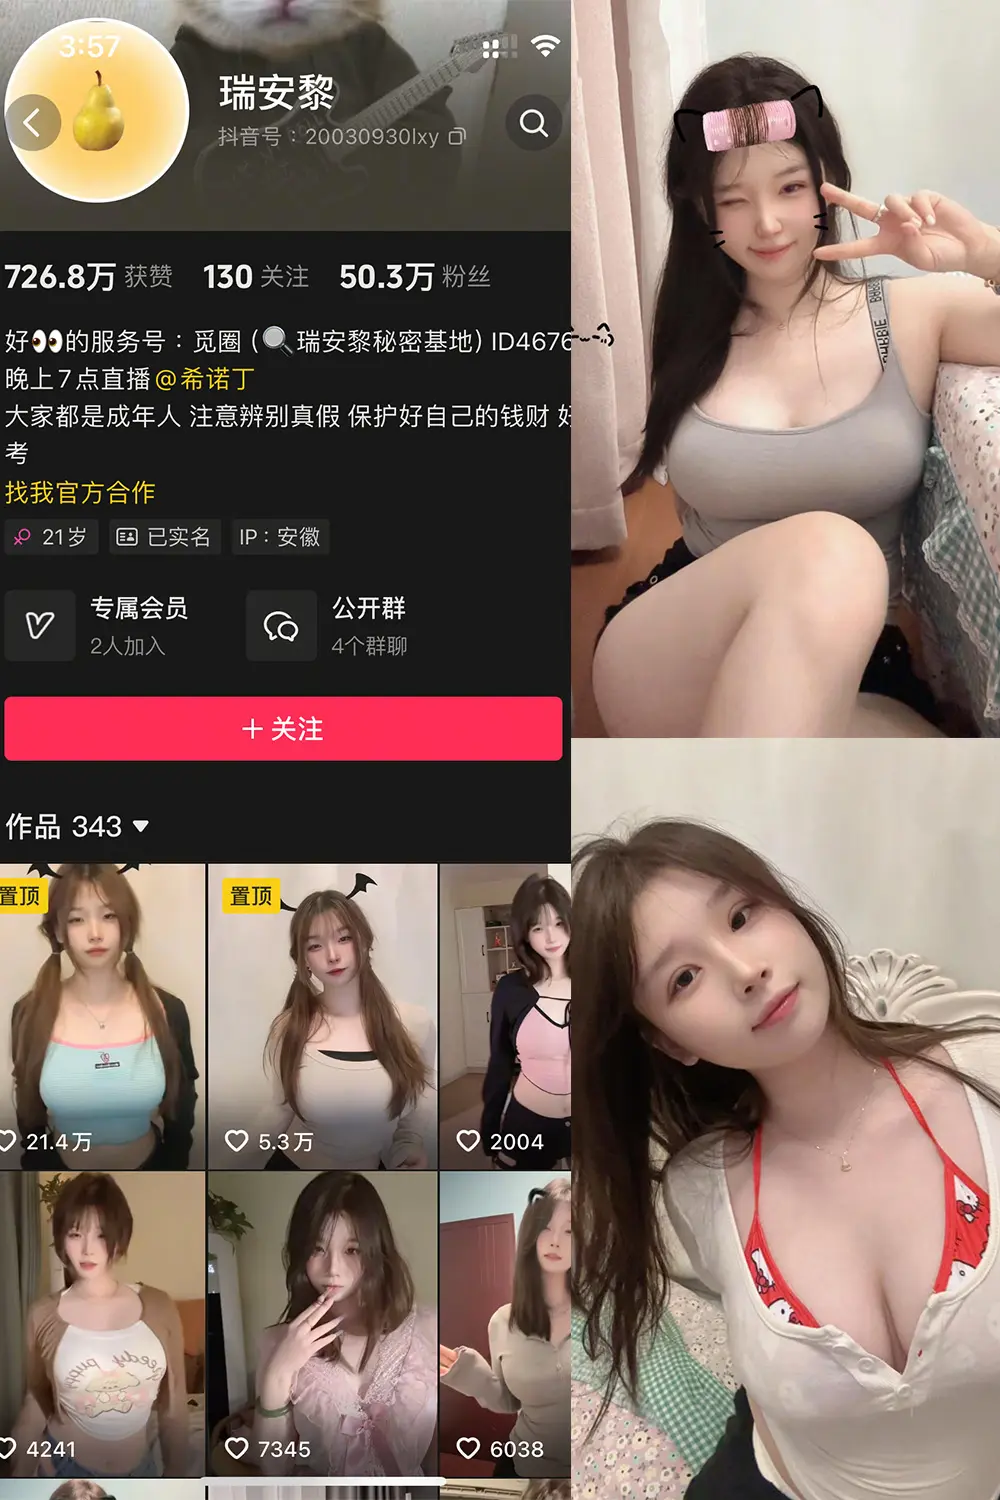 3:57
瑞安黎
抖音号：20030930lxy
726.8万 获赞 130 关注 50.3万 粉丝
好👀的服务号：觅圈 (🔍瑞安黎秘密基地) ID4676
晚上7点直播@希诺丁
大家都是成年人 注意辨别真假 保护好自己的钱财 好
考
找我官方合作
21岁 已实名 IP：安徽
专属会员 公开群
2人加入 4个群聊
+ 关注
作品 343
置顶 置顶
21.4万 5.3万 2004
4241 7345 6038